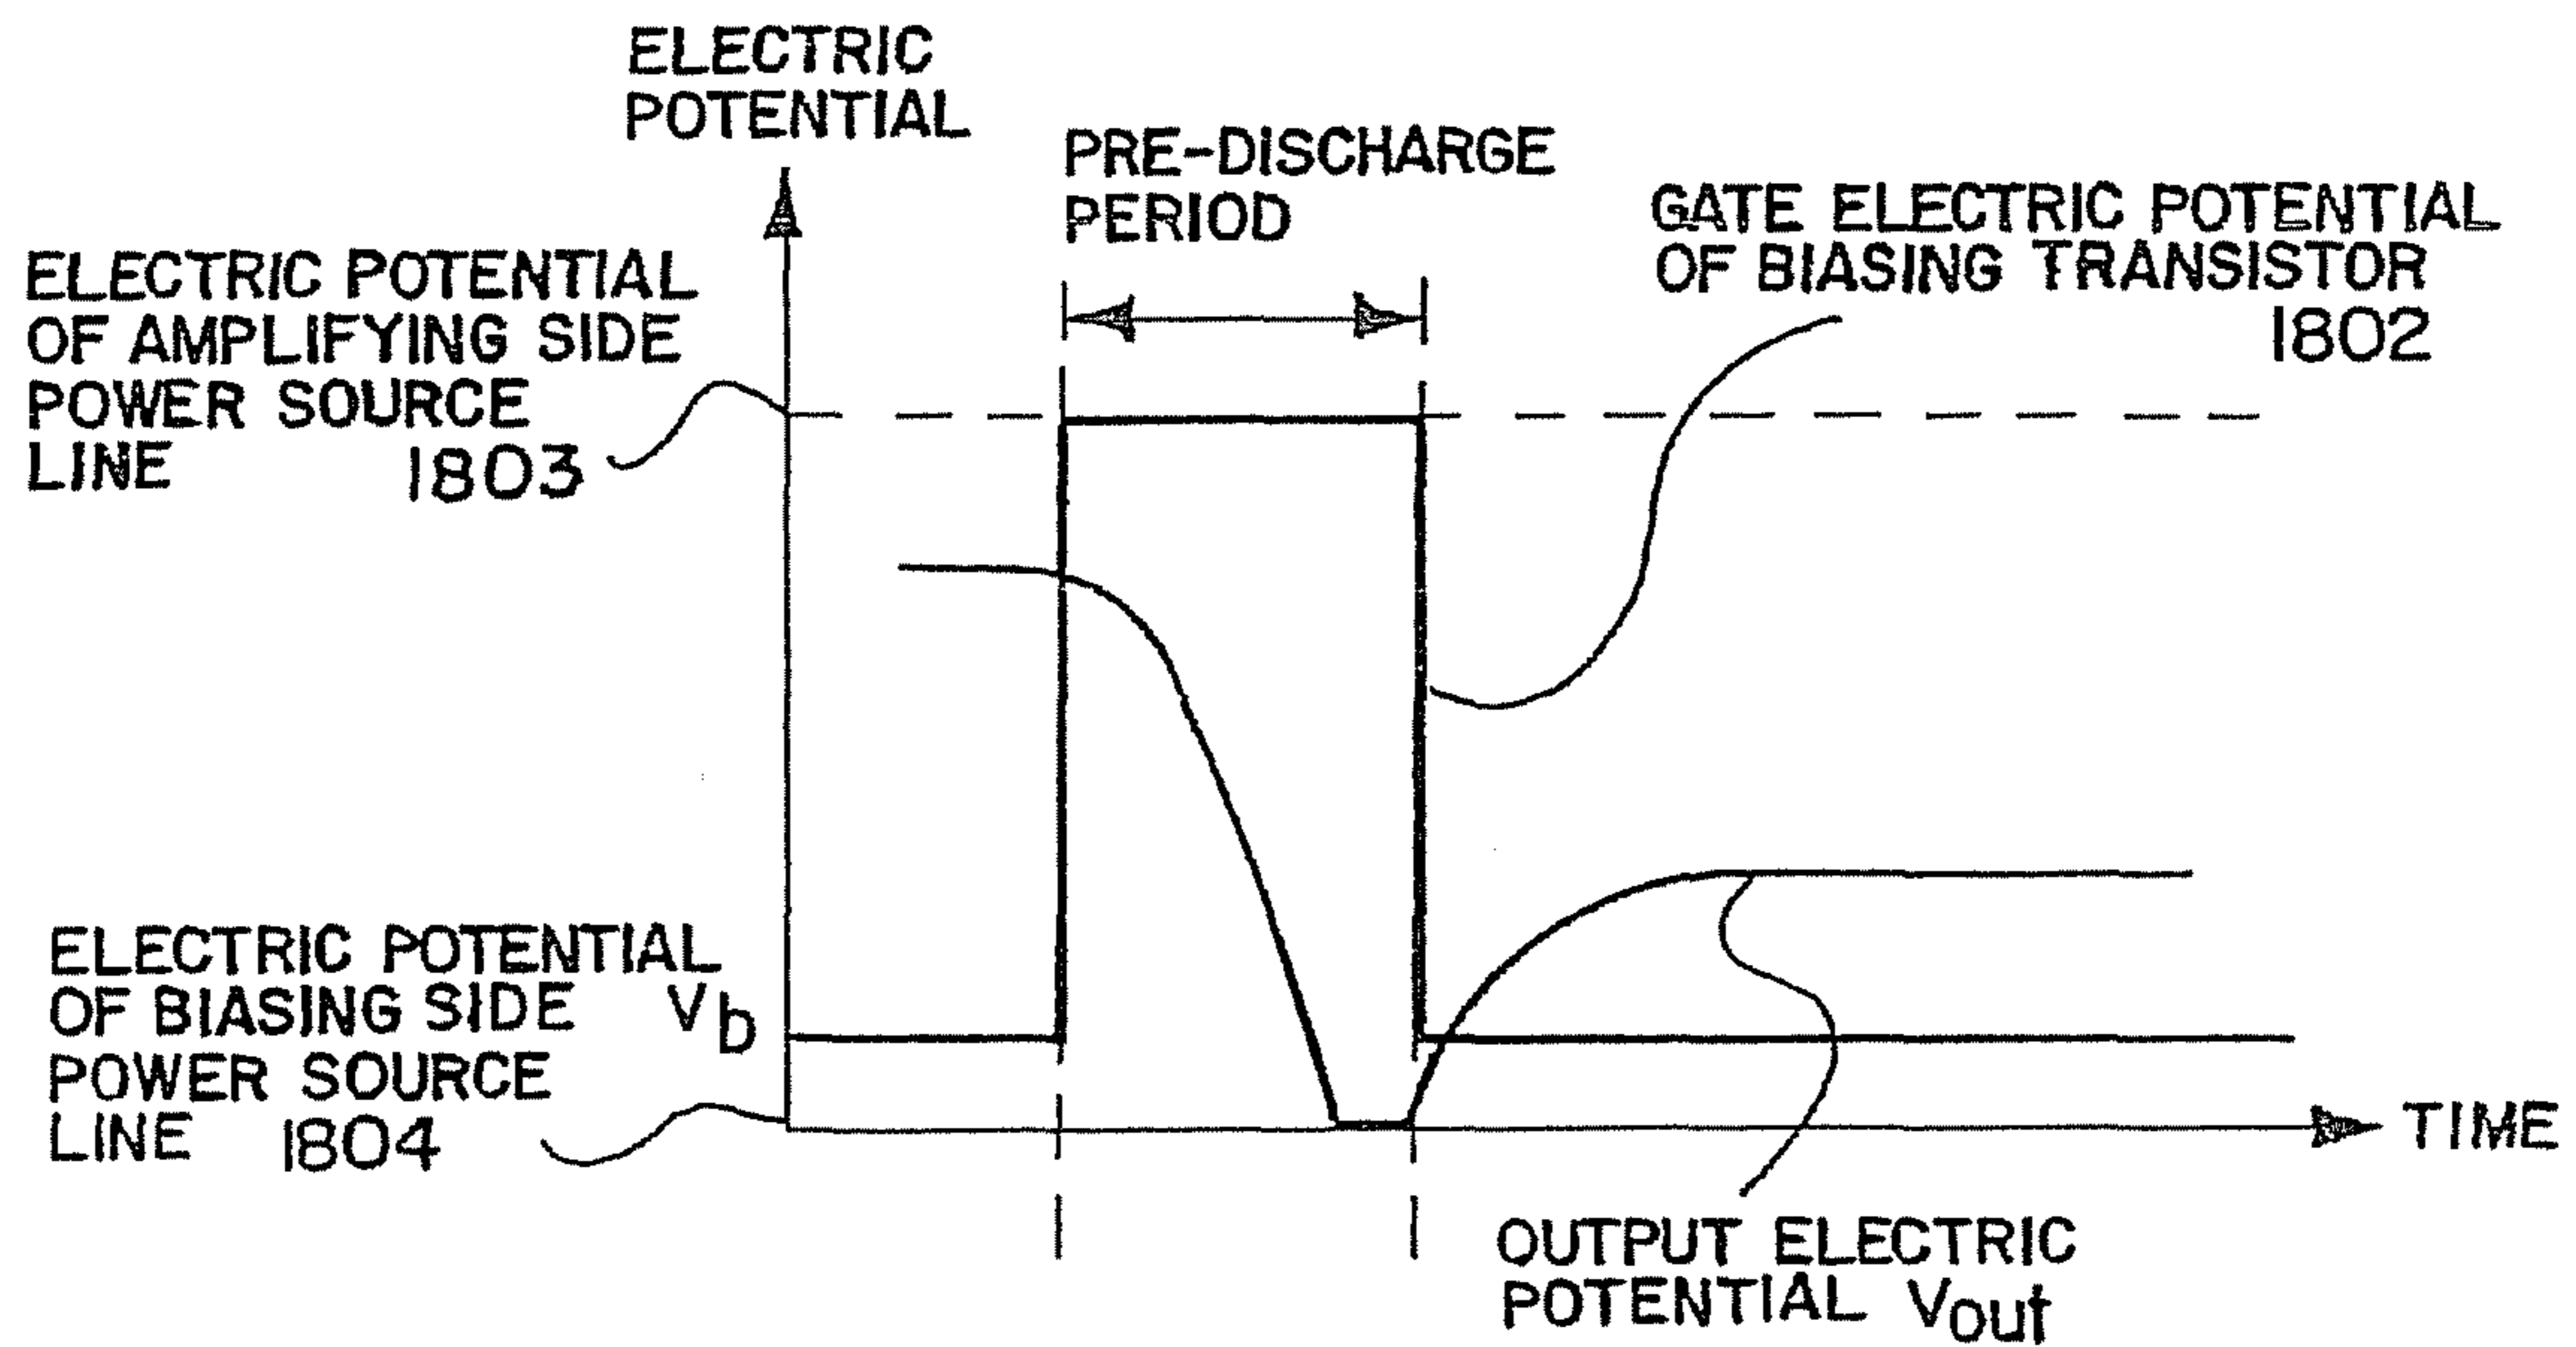 ELECTRIC
POTENTIAL
PRE-DISCHARGE
PERIOD
GATE ELECTRIC POTENTIAL
OF BIASING TRANSISTOR
1802
ELECTRIC POTENTIAL
OF AMPLIFYING SIDE
POWER SOURCE
LINE 1803
ELECTRIC POTENTIAL
OF BIASING SIDE
POWER SOURCE
LINE 1804
Vb
TIME
OUTPUT ELECTRIC
POTENTIAL Vout